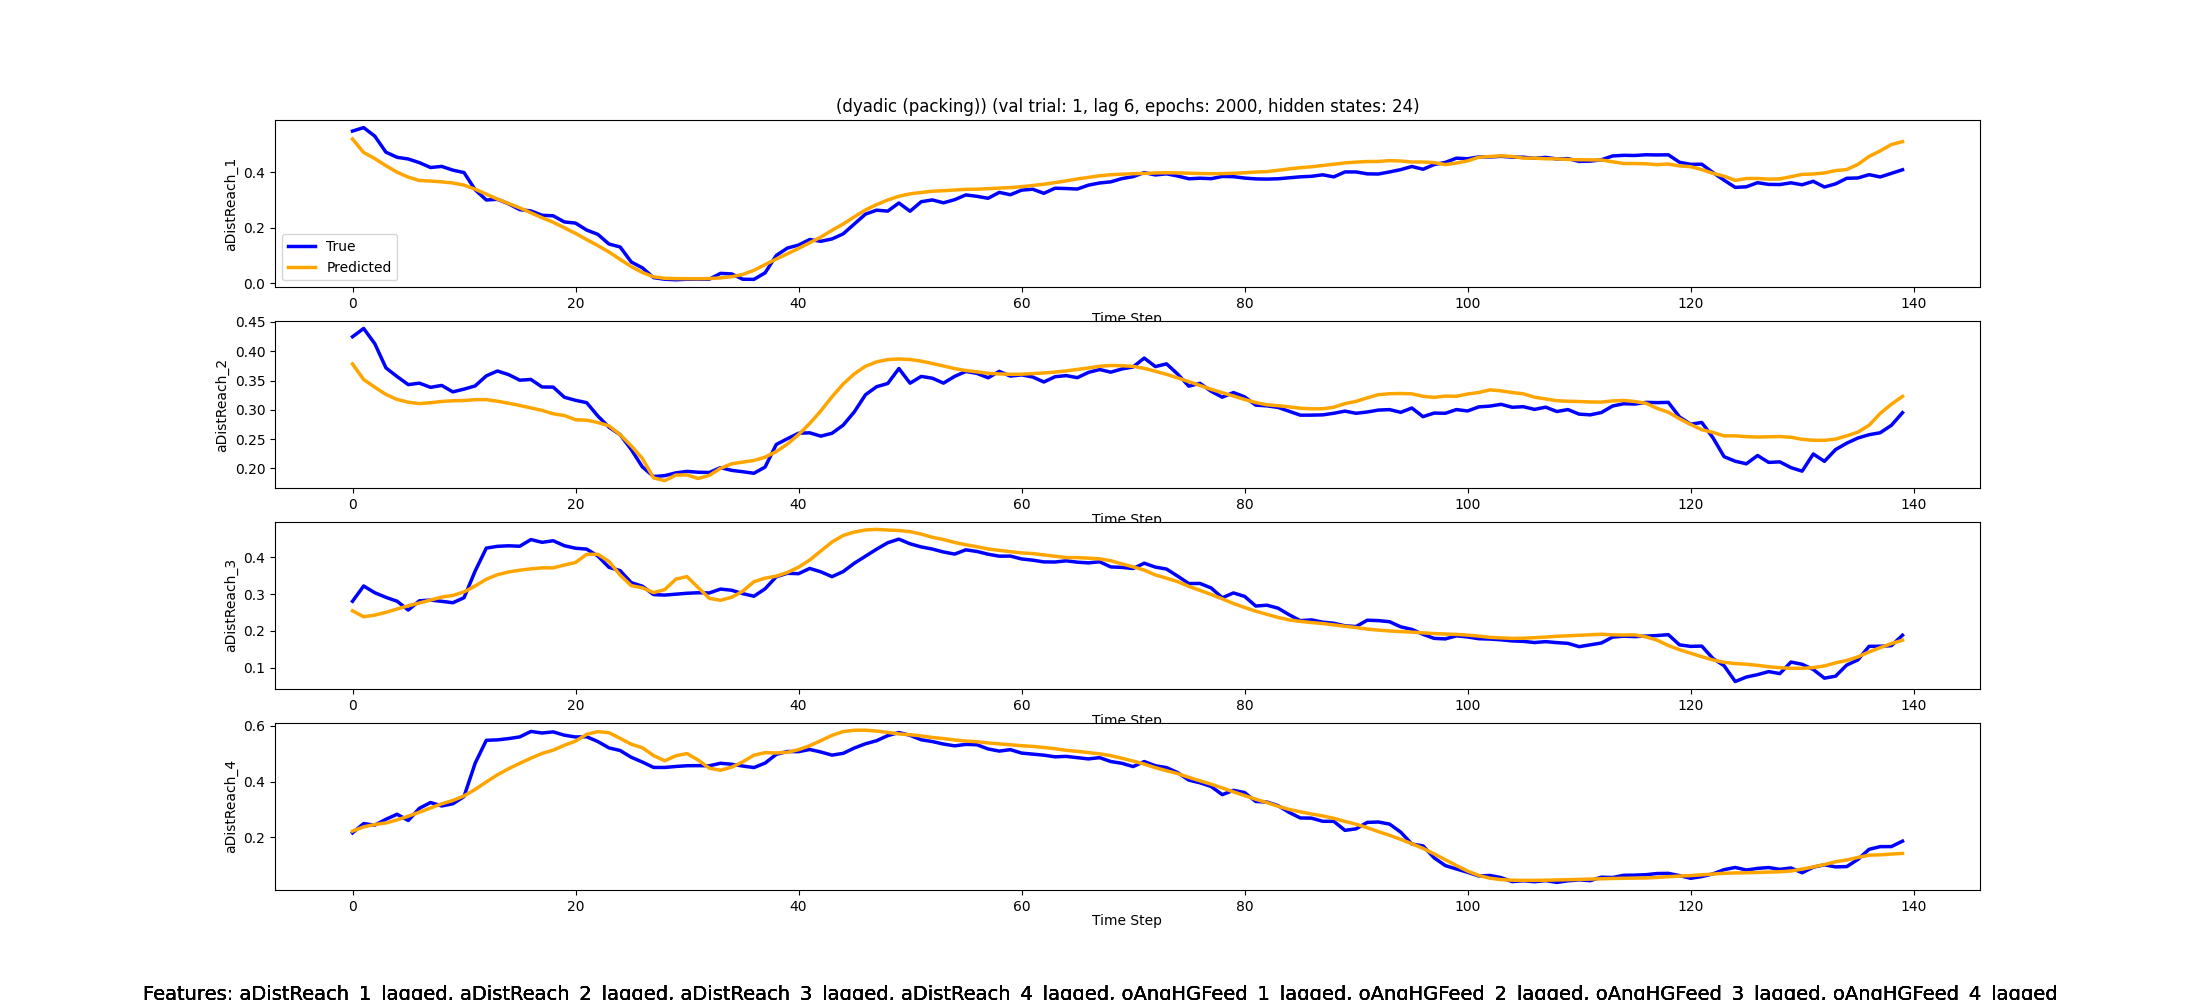 (dyadic (packing)) (val trial: 1, lag 6, epochs: 2000, hidden states: 24)
aDistReach_1
0.4
0.2
0.0
True
Predicted
0 20 40 60 80 100 120 140
Time Step
aDistReach_2
0.45
0.40
0.35
0.30
0.25
0.20
0 20 40 60 80 100 120 140
Time Step
aDistReach_3
0.4
0.3
0.2
0.1
0 20 40 60 80 100 120 140
Time Step
aDistReach_4
0.6
0.4
0.2
0 20 40 60 80 100 120 140
Time Step
Features: aDistReach_1_lagged, aDistReach_2_lagged, aDistReach_3_lagged, aDistReach_4_lagged, oAngHGFeed_1_lagged, oAngHGFeed_2_lagged, oAngHGFeed_3_lagged, oAngHGFeed_4_lagged